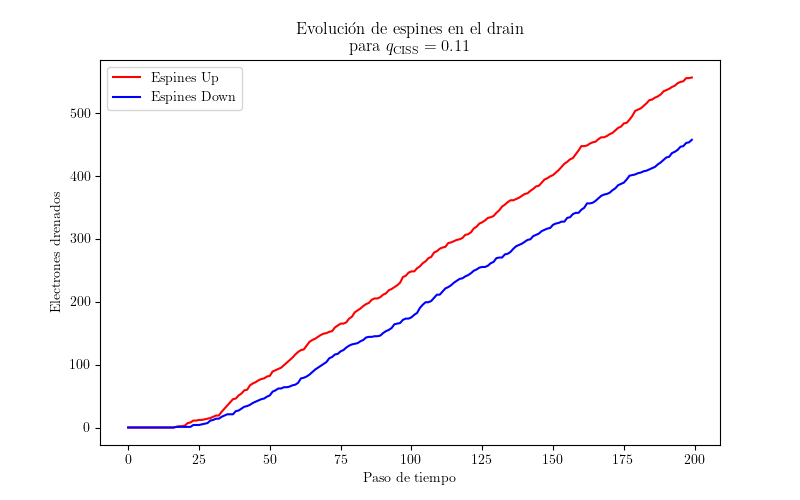 Evolución de espines en el drain
para q_CISS = 0.11
Espines Up
Espines Down
Electrones drenados
500
400
300
200
100
0
0 25 50 75 100 125 150 175 200
Paso de tiempo